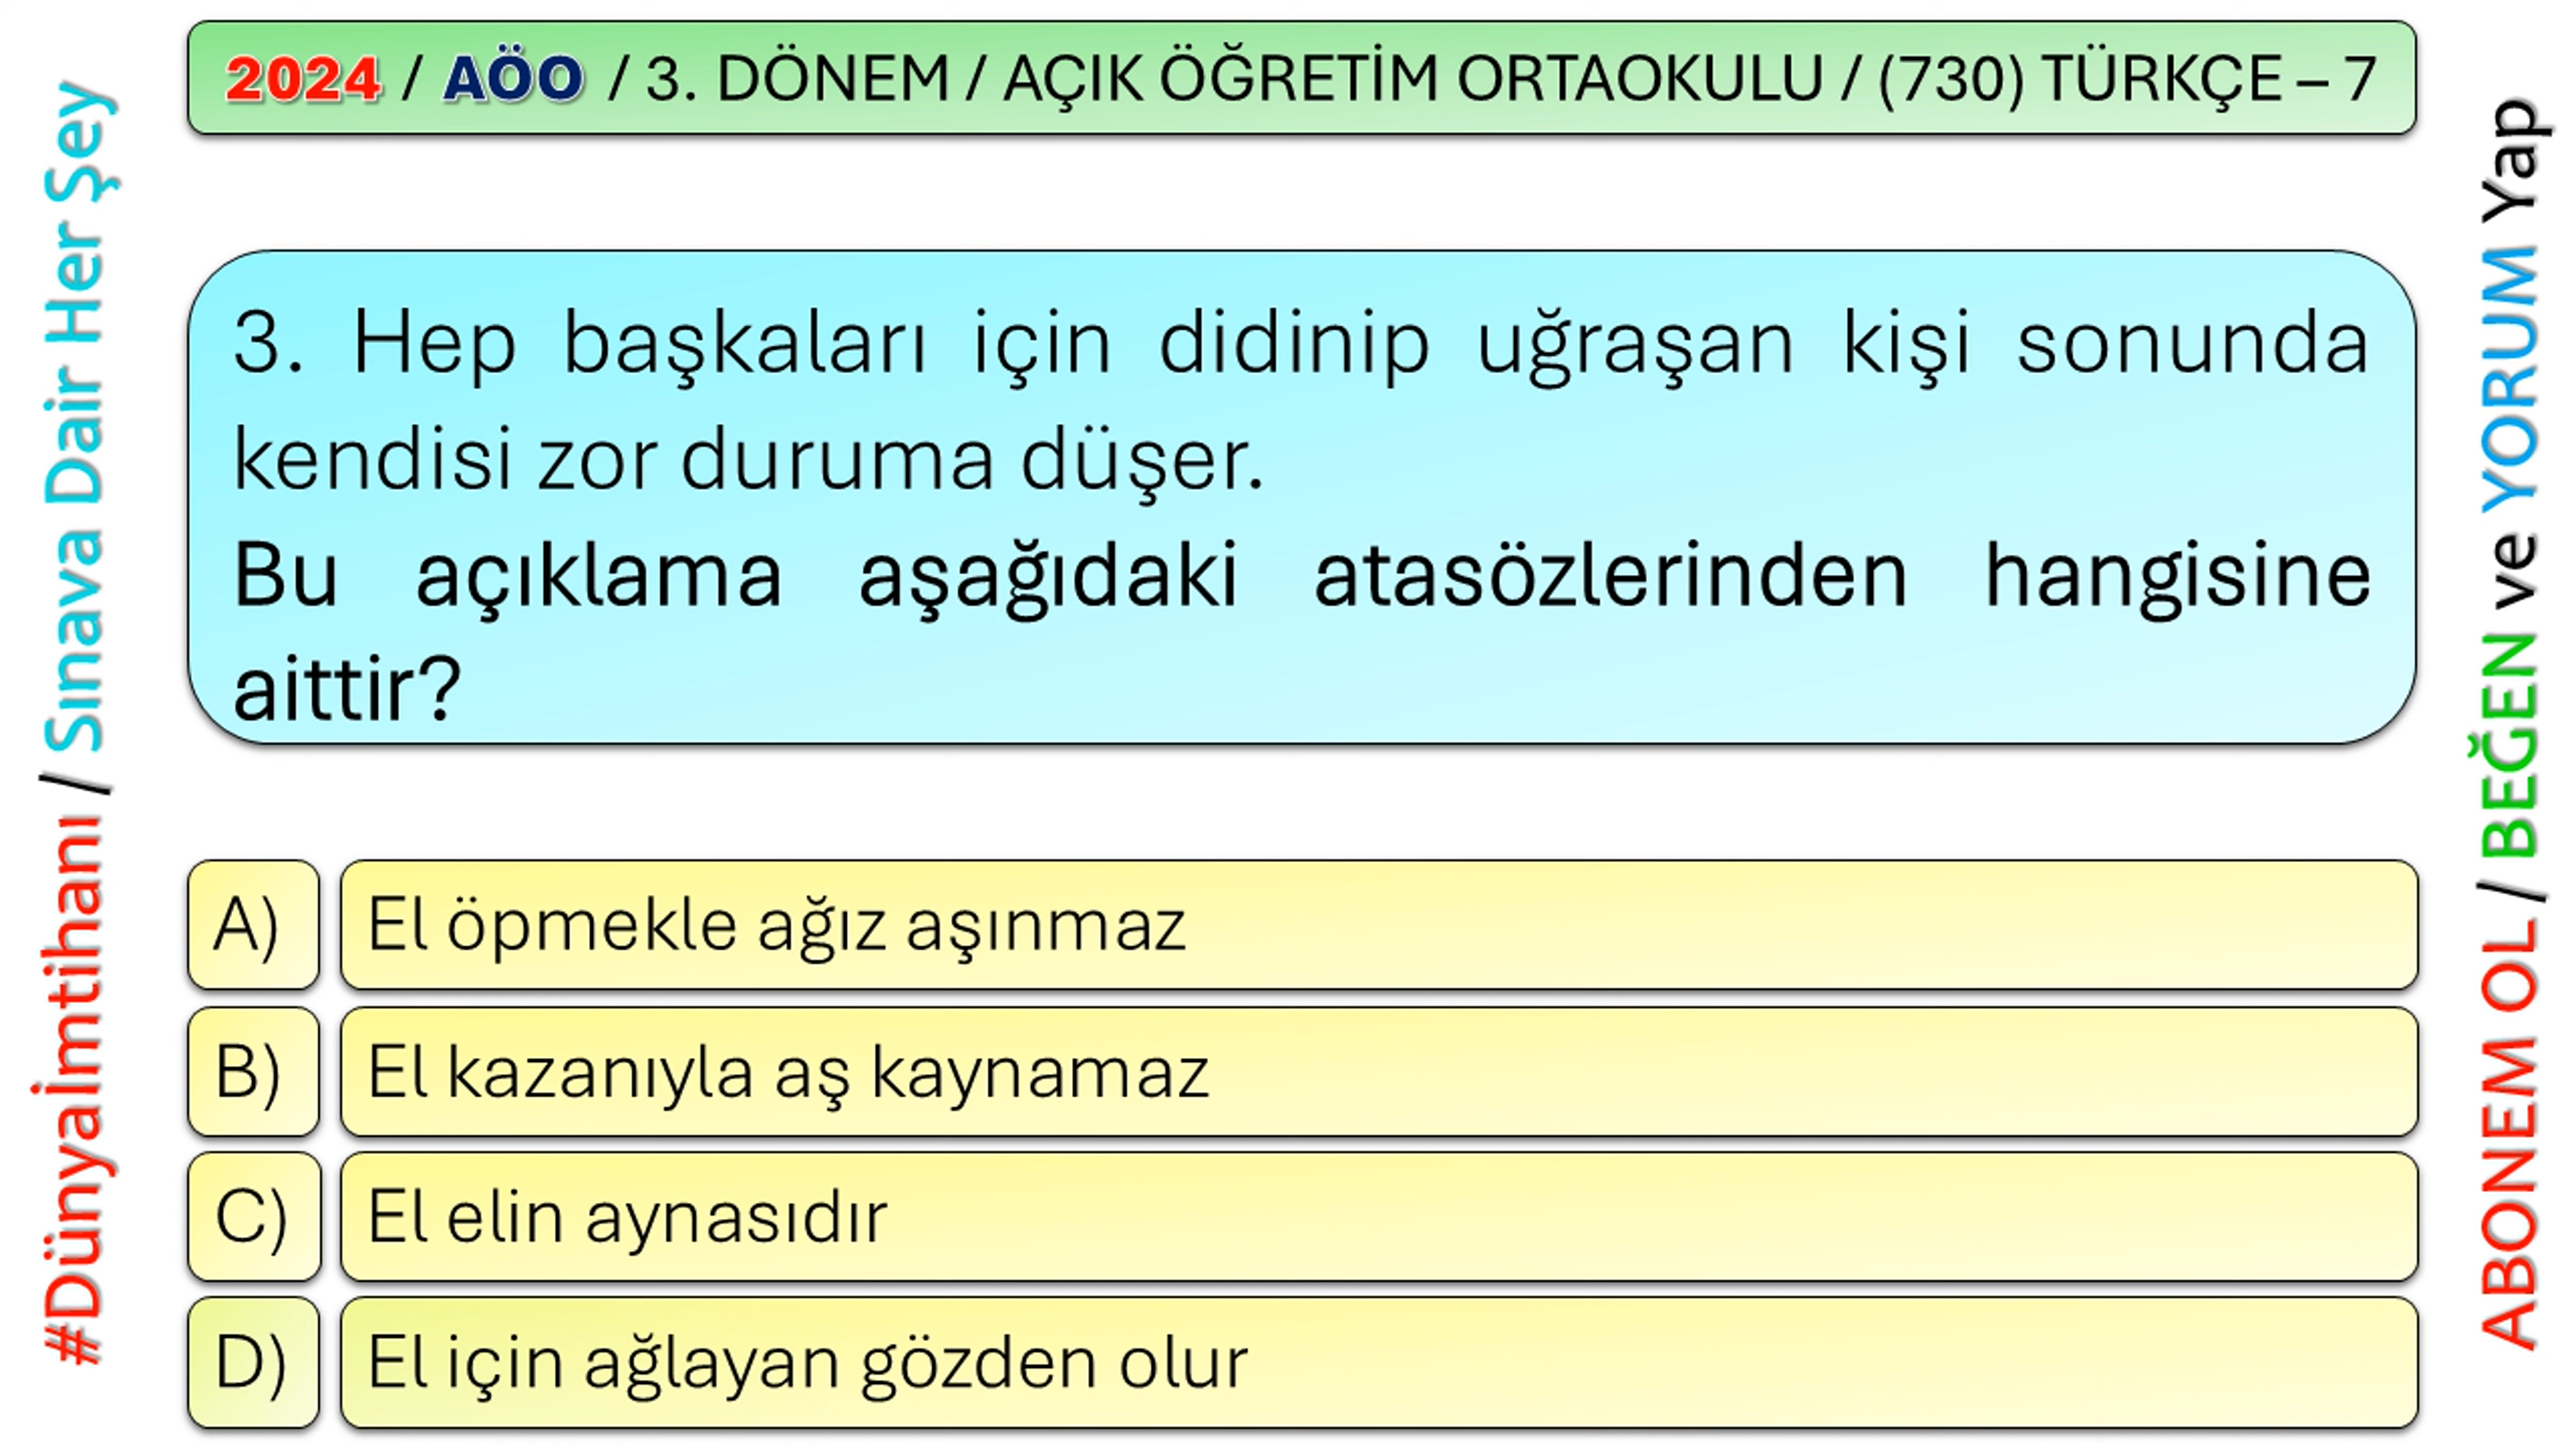 2024 / AÖO / 3. DÖNEM / AÇIK ÖĞRETİM ORTAOKULU / (730) TÜRKÇE – 7
#Dünyaİmtihanı / Sınava Dair Her Şey
3. Hep başkaları için didinip uğraşan kişi sonunda
kendisi zor duruma düşer.
Bu açıklama aşağıdaki atasözlerinden hangisine
aittir?
A) El öpmekle ağız aşınmaz
B) El kazanıyla aş kaynamaz
C) El elin aynasıdır
D) El için ağlayan gözden olur
ABONEM OL / BEĞEN ve YORUM Yap